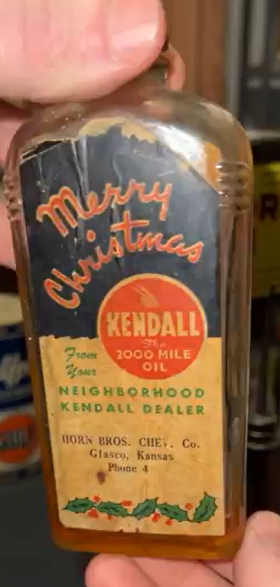 Merry
Christmas
KENDALL
The
2000 MILE
OIL
From
Your
NEIGHBORHOOD
KENDALL DEALER
HORN BROS. CHEV. Co.
Glasco, Kansas
Phone 4